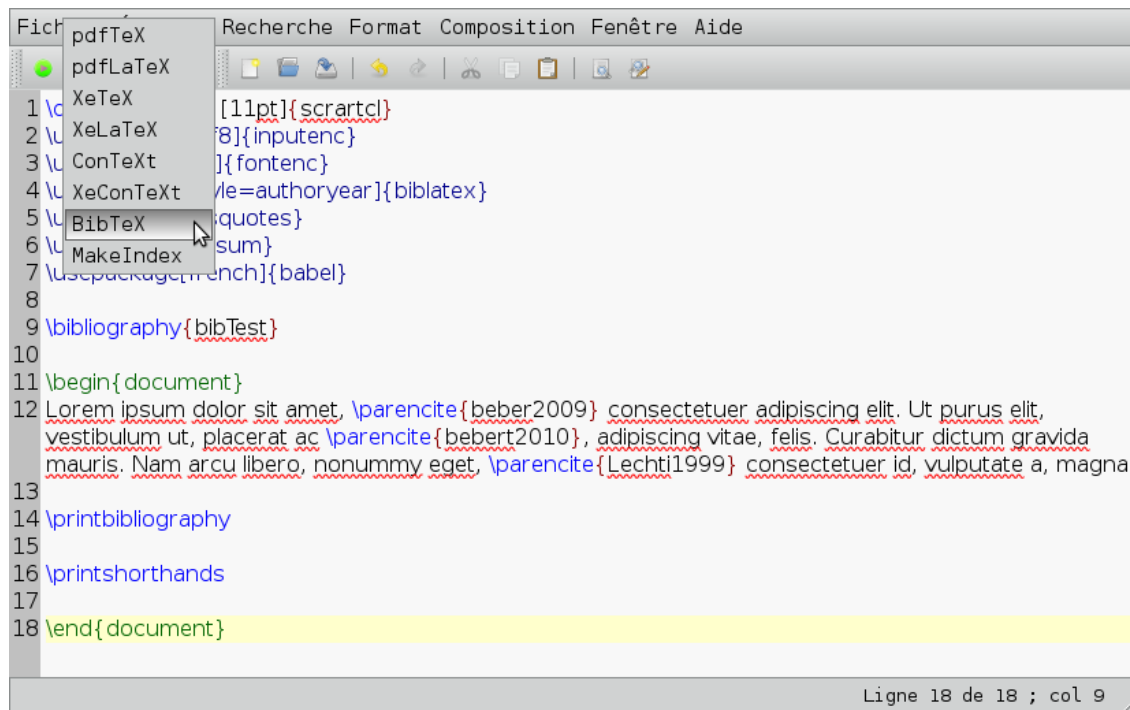 Fich Recherche Format Composition Fenêtre Aide
pdfTeX
pdfLaTeX
XeTeX
XeLaTeX
ConTeXt
XeConTeXt
BibTeX
MakeIndex
1 \ [11pt]{scrartcl}
2 \u f8]{inputenc}
3 \u ]{fontenc}
4 \u yle=authoryear]{biblatex}
5 \u squotes}
6 \u sum}
7 \usepackage[french]{babel}
8
9 \bibliography{bibTest}
10
11 \begin{document}
12 Lorem ipsum dolor sit amet, \parencite{beber2009} consectetuer adipiscing elit. Ut purus elit,
vestibulum ut, placerat ac \parencite{bebert2010}, adipiscing vitae, felis. Curabitur dictum gravida
mauris. Nam arcu libero, nonummy eget, \parencite{Lechti1999} consectetuer id, vulputate a, magna
13
14 \printbibliography
15
16 \printshorthands
17
18 \end{document}
Ligne 18 de 18 ; col 9